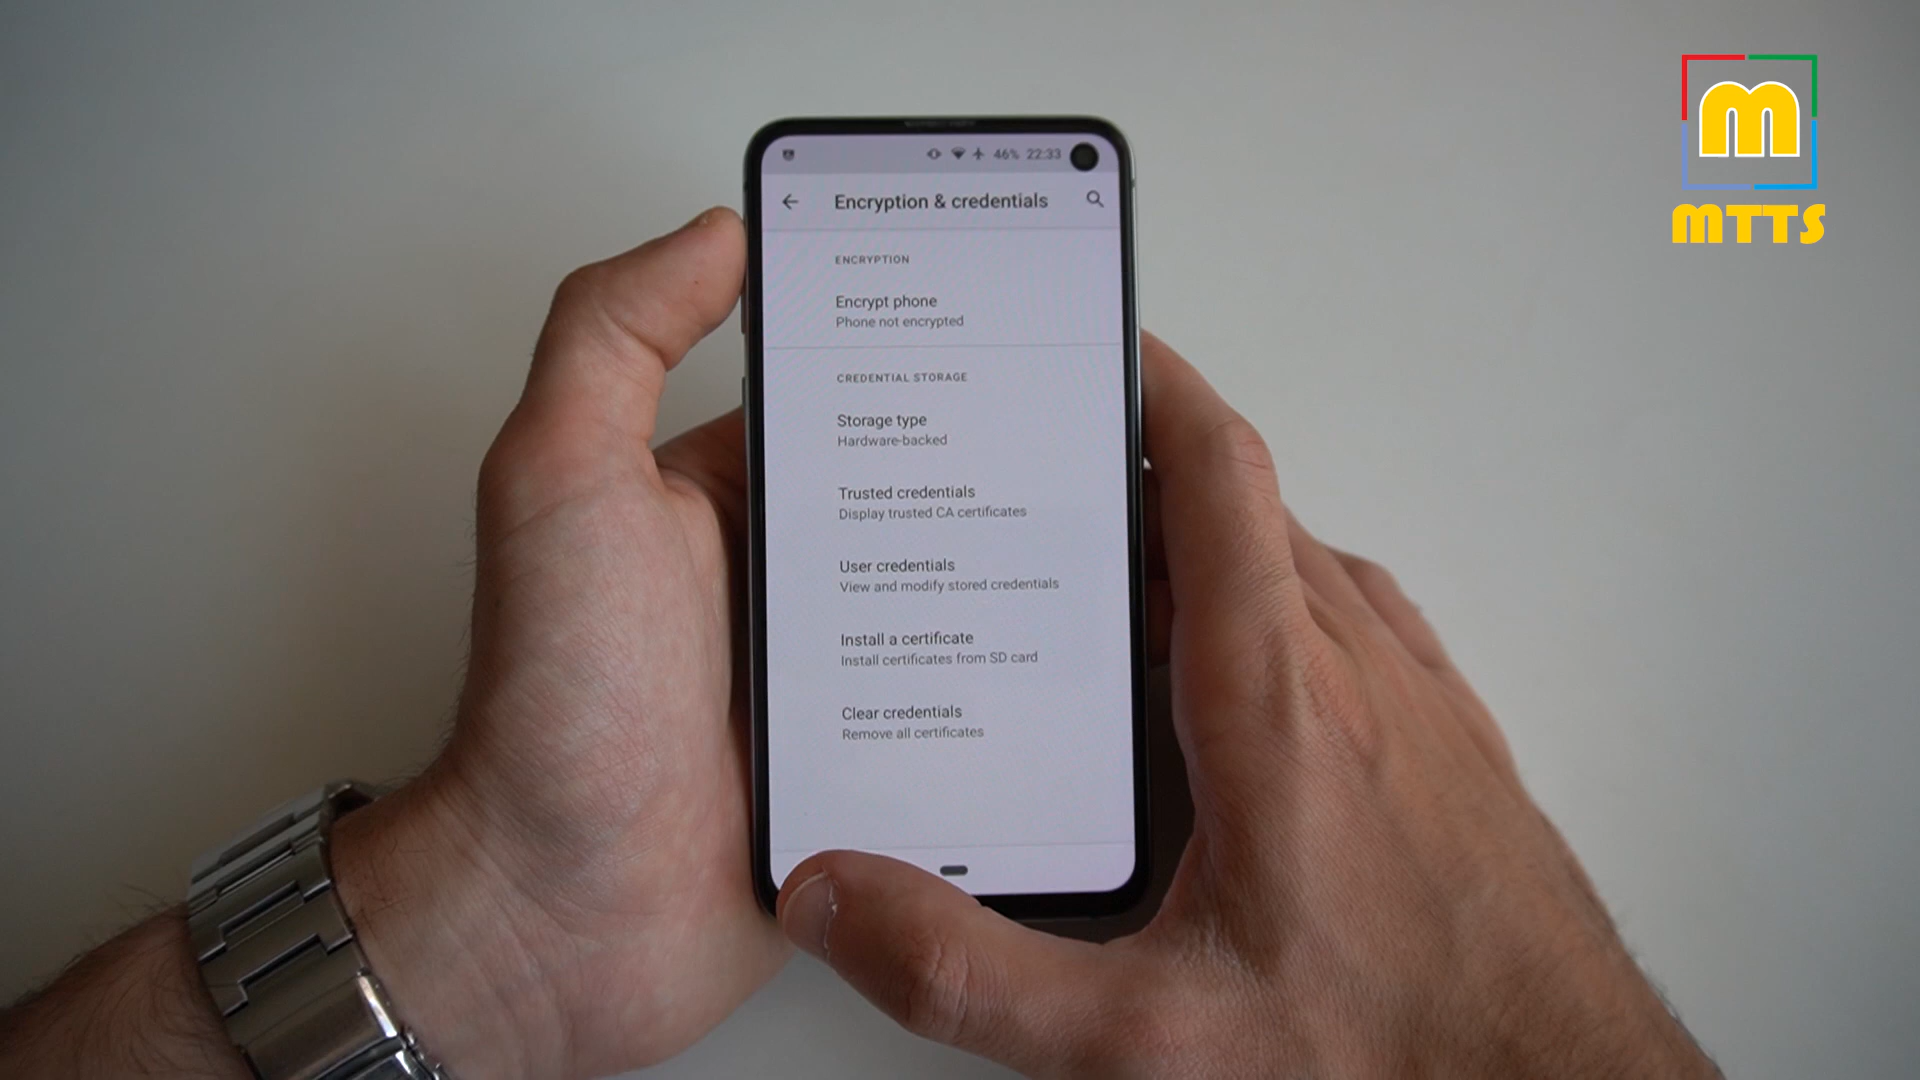 46% 22:33
Encryption & credentials
ENCRYPTION
Encrypt phone
Phone not encrypted
CREDENTIAL STORAGE
Storage type
Hardware-backed
Trusted credentials
Display trusted CA certificates
User credentials
View and modify stored credentials
Install a certificate
Install certificates from SD card
Clear credentials
Remove all certificates
m
MTTS